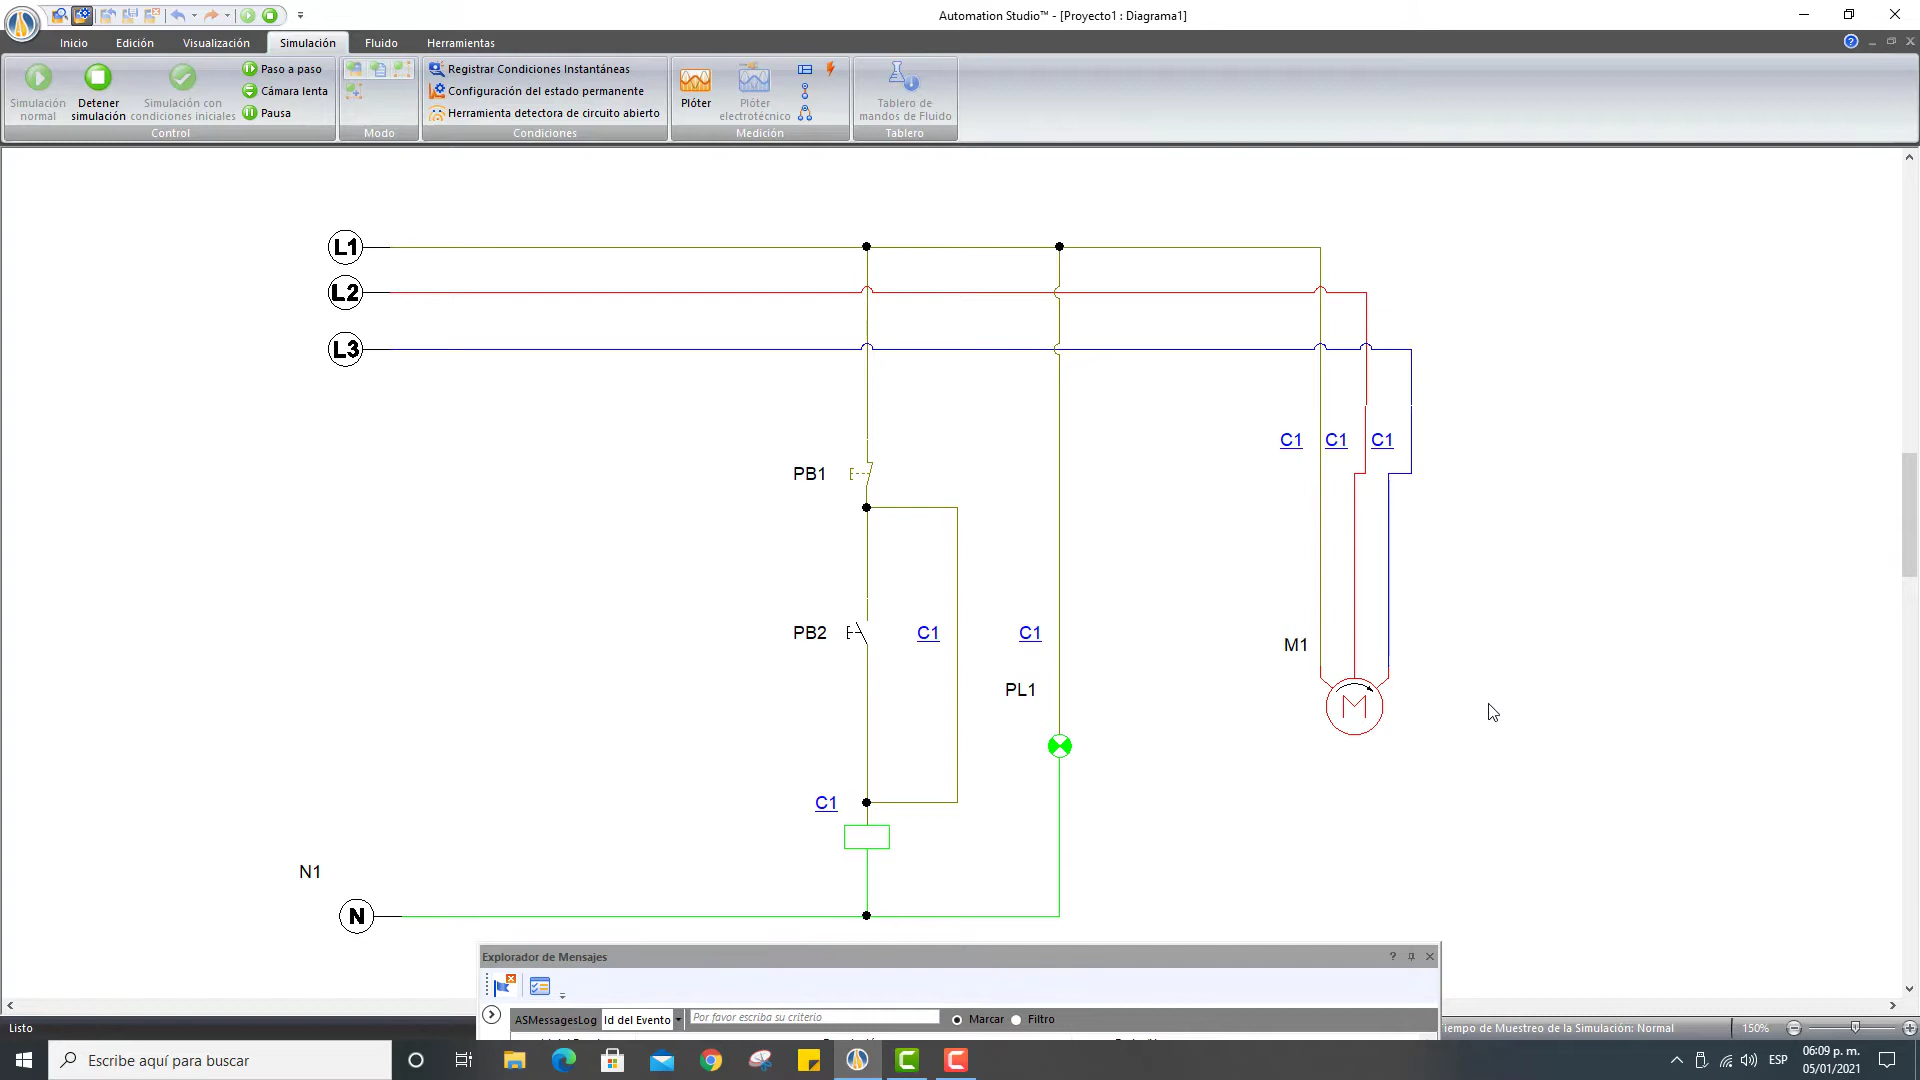 Automation Studio™ - [Proyecto1 : Diagrama1]
Inicio
Edición
Visualización
Simulación
Fluido
Herramientas
Simulación normal
Detener simulación
Simulación con condiciones iniciales
Paso a paso
Cámara lenta
Pausa
Control
Modo
Registrar Condiciones Instantáneas
Configuración del estado permanente
Herramienta detectora de circuito abierto
Condiciones
Plóter
Plóter electrotécnico
Medición
Tablero de mandos de Fluido
Tablero
L1
L2
L3
C1
C1
C1
PB1
PB2
C1
C1
M1
PL1
M
C1
N1
N
Explorador de Mensajes
ASMessagesLog
Id del Evento
Por favor escriba su criterio
Marcar
Filtro
Listo
iempo de Muestreo de la Simulación: Normal
150%
Escribe aquí para buscar
ESP
06:09 p. m.
05/01/2021